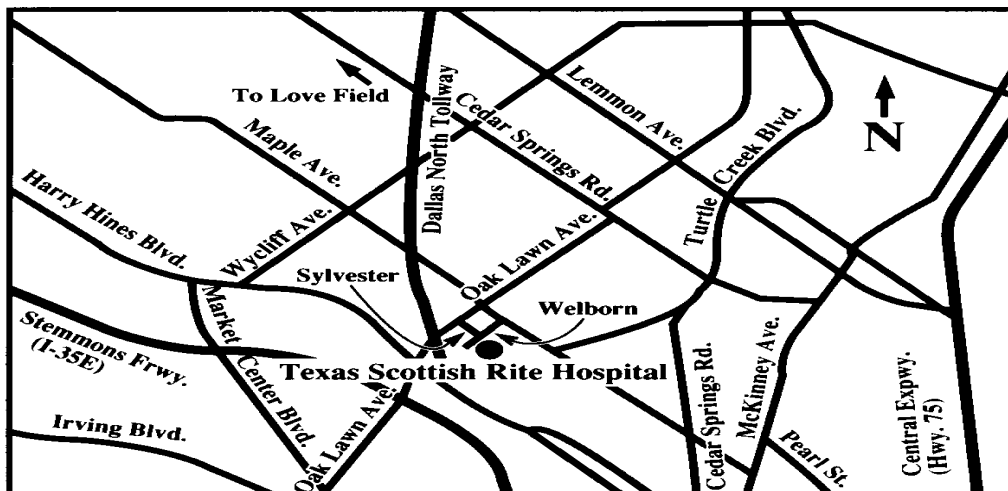 To Love Field
Lemmon Ave.
Cedar Springs Rd.
Dallas North Tollway
Maple Ave.
N
Turtle
Creek Blvd.
Harry Hines Blvd.
Wycliff Ave.
Oak Lawn Ave.
Sylvester
Welborn
Market
Center Blvd.
Stemmons Frwy.
(I-35E)
Texas Scottish Rite Hospital
Irving Blvd.
Oak Lawn Ave.
Cedar Springs Rd.
McKinney Ave.
Pearl St.
Central Expwy.
(Hwy. 75)